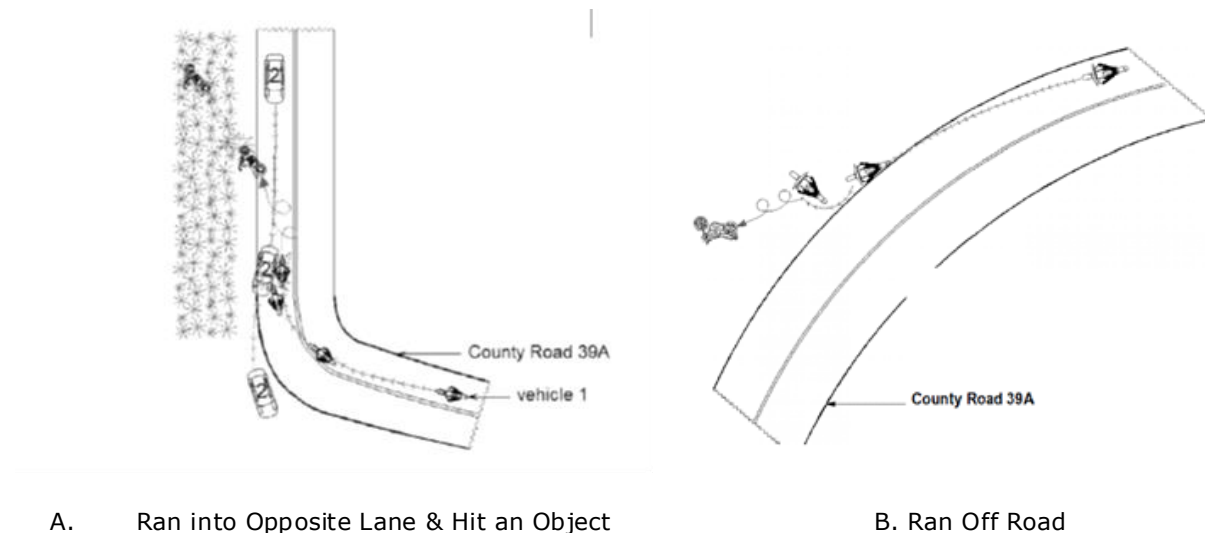 2
2
County Road 39A
vehicle 1
2
County Road 39A
A. Ran into Opposite Lane & Hit an Object
B. Ran Off Road